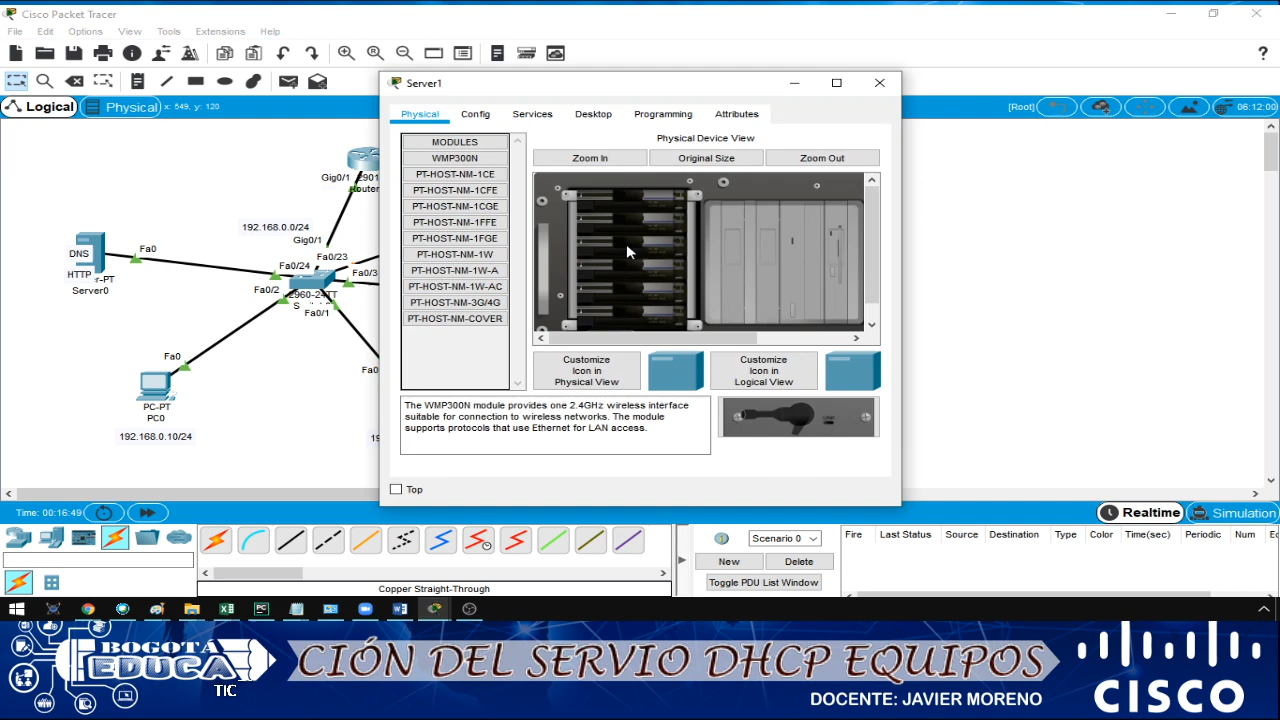 Cisco Packet Tracer
File Edit Options View Tools Extensions Help
?
Logical Physical x: 549, y: 120
[Root] 06:12:00
Server1
Physical Config Services Desktop Programming Attributes
MODULES
WMP300N
PT-HOST-NM-1CE
PT-HOST-NM-1CFE
PT-HOST-NM-1CGE
PT-HOST-NM-1FFE
PT-HOST-NM-1FGE
PT-HOST-NM-1W
PT-HOST-NM-1W-A
PT-HOST-NM-1W-AC
PT-HOST-NM-3G/4G
PT-HOST-NM-COVER
Physical Device View
Zoom In Original Size Zoom Out
Customize
Icon in
Physical View
Customize
Icon in
Logical View
The WMP300N module provides one 2.4GHz wireless interface
suitable for connection to wireless networks. The module
supports protocols that use Ethernet for LAN access.
Top
Gig0/1 2901
Router
192.168.0.0/24
Gig0/1
Fa0/23
Fa0/24
Fa0/3
Fa0/2
2960-24TT
Fa0/1
Fa0
DNS
HTTP
-PT
Server0
Fa0
PC-PT
PC0
192.168.0.10/24
Fa0
19
Time: 00:16:49
Realtime Simulation
Copper Straight-Through
Scenario 0
New Delete
Toggle PDU List Window
Fire Last Status Source Destination Type Color Time(sec) Periodic Num
BOGOTÁ
EDUCA
TIC
CIÓN DEL SERVIO DHCP EQUIPOS
DOCENTE: JAVIER MORENO
CISCO